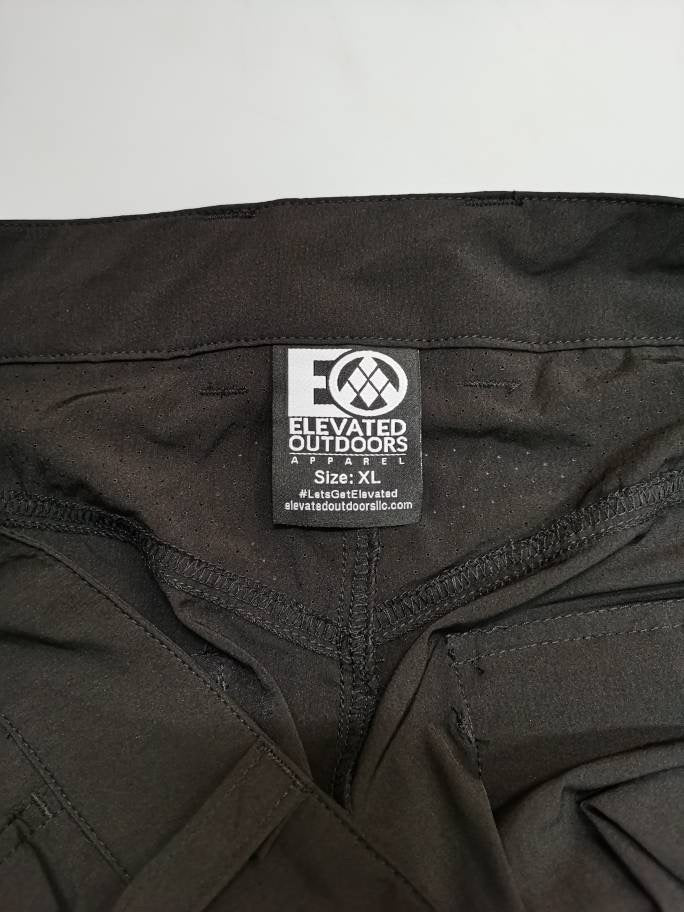 EO
ELEVATED
OUTDOORS
APPAREL
Size: XL
#LetsGetElevated
elevatedoutdoorsllc.com